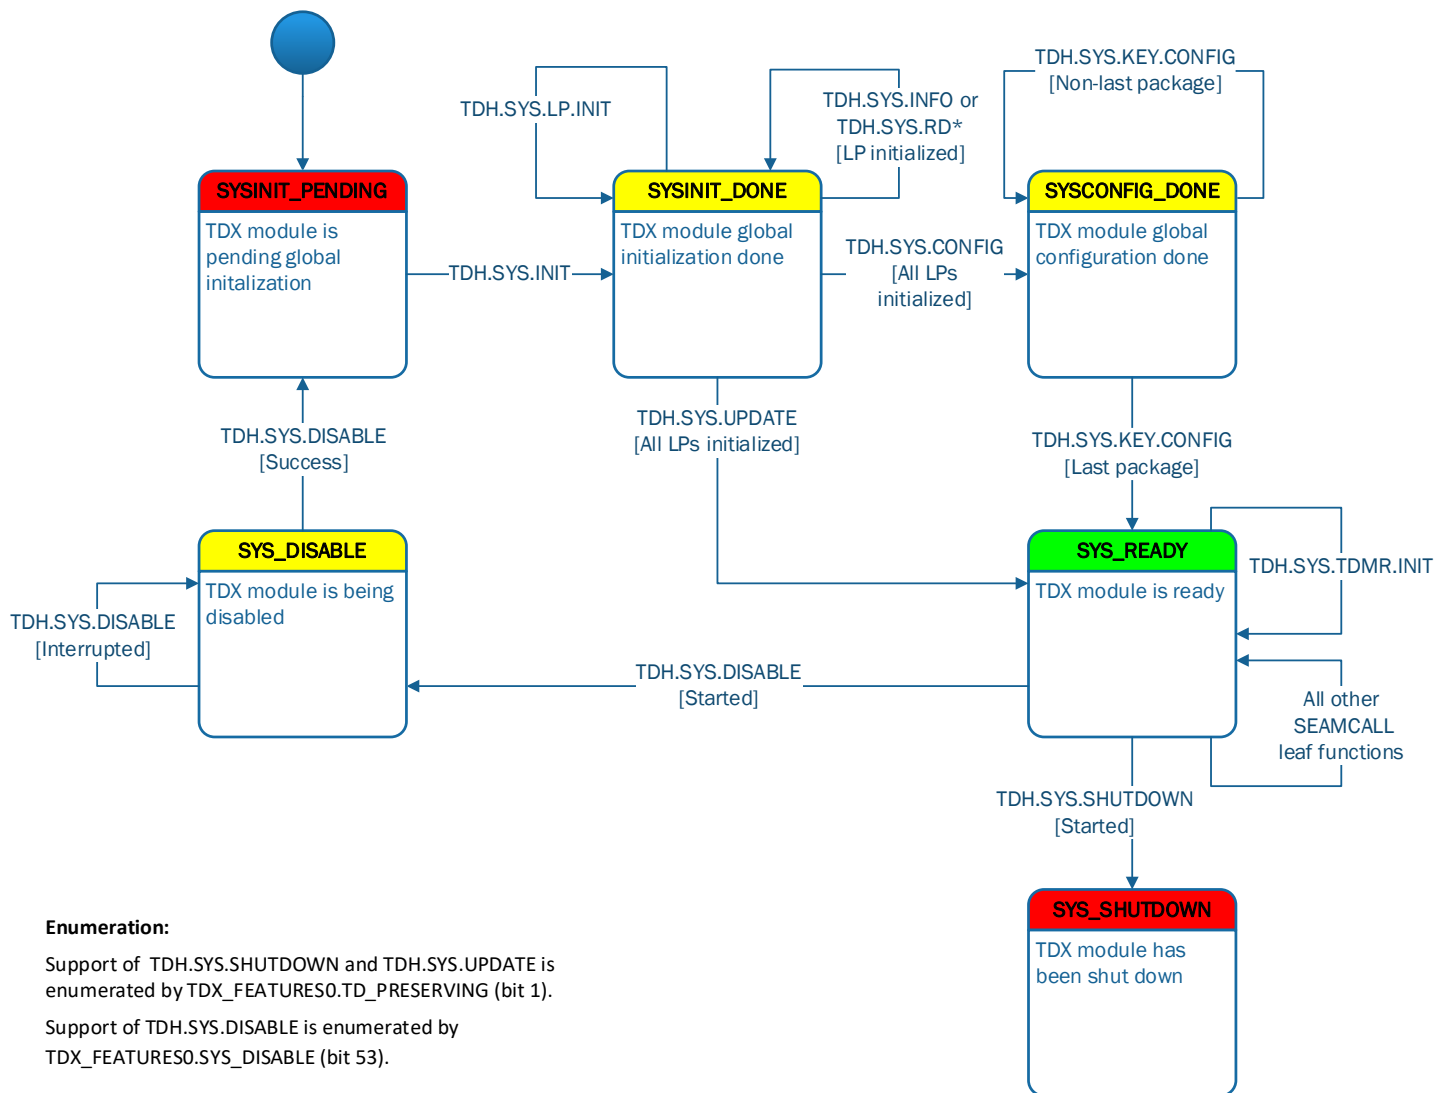 TDH.SYS.LP.INIT
TDH.SYS.INFO or
TDH.SYS.RD*
[LP initialized]
TDH.SYS.KEY.CONFIG
[Non-last package]
SYSINIT_PENDING
TDX module is
pending global
initalization
TDH.SYS.INIT
SYSINIT_DONE
TDX module global
initialization done
TDH.SYS.CONFIG
[All LPs
initialized]
SYSCONFIG_DONE
TDX module global
configuration done
TDH.SYS.DISABLE
[Success]
TDH.SYS.UPDATE
[All LPs initialized]
TDH.SYS.KEY.CONFIG
[Last package]
SYS_DISABLE
TDX module is being
disabled
TDH.SYS.DISABLE
[Interrupted]
SYS_READY
TDX module is ready
TDH.SYS.TDMR.INIT
TDH.SYS.DISABLE
[Started]
All other
SEAMCALL
leaf functions
TDH.SYS.SHUTDOWN
[Started]
SYS_SHUTDOWN
TDX module has
been shut down
Enumeration:
Support of  TDH.SYS.SHUTDOWN and TDH.SYS.UPDATE is
enumerated by TDX_FEATURES0.TD_PRESERVING (bit 1).
Support of TDH.SYS.DISABLE is enumerated by
TDX_FEATURES0.SYS_DISABLE (bit 53).